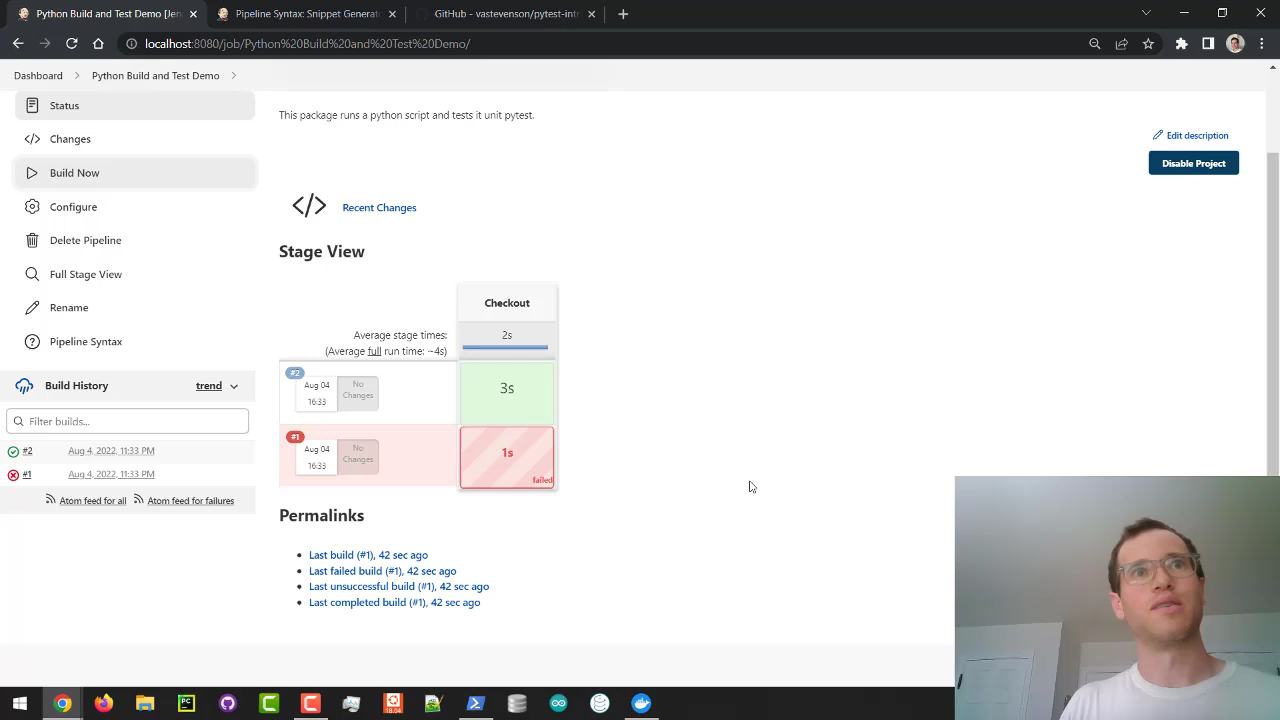 Python Build and Test Demo [Jen
Pipeline Syntax: Snippet Generato
GitHub - vastevenson/pytest-intr
localhost:8080/job/Python%20Build%20and%20Test%20Demo/
Dashboard
Python Build and Test Demo
Status
This package runs a python script and tests it unit pytest.
Edit description
Changes
Disable Project
Build Now
Configure
Recent Changes
Delete Pipeline
Stage View
Full Stage View
Rename
Checkout
Pipeline Syntax
Average stage times:
2s
(Average full run time: ~4s)
Build History
trend
#2
Aug 04
16:33
No
Changes
3s
Filter builds...
#1
Aug 04
16:33
No
Changes
1s
failed
#2
Aug 4, 2022, 11:33 PM
#1
Aug 4, 2022, 11:33 PM
Atom feed for all
Atom feed for failures
Permalinks
Last build (#1), 42 sec ago
Last failed build (#1), 42 sec ago
Last unsuccessful build (#1), 42 sec ago
Last completed build (#1), 42 sec ago
PC
18.04